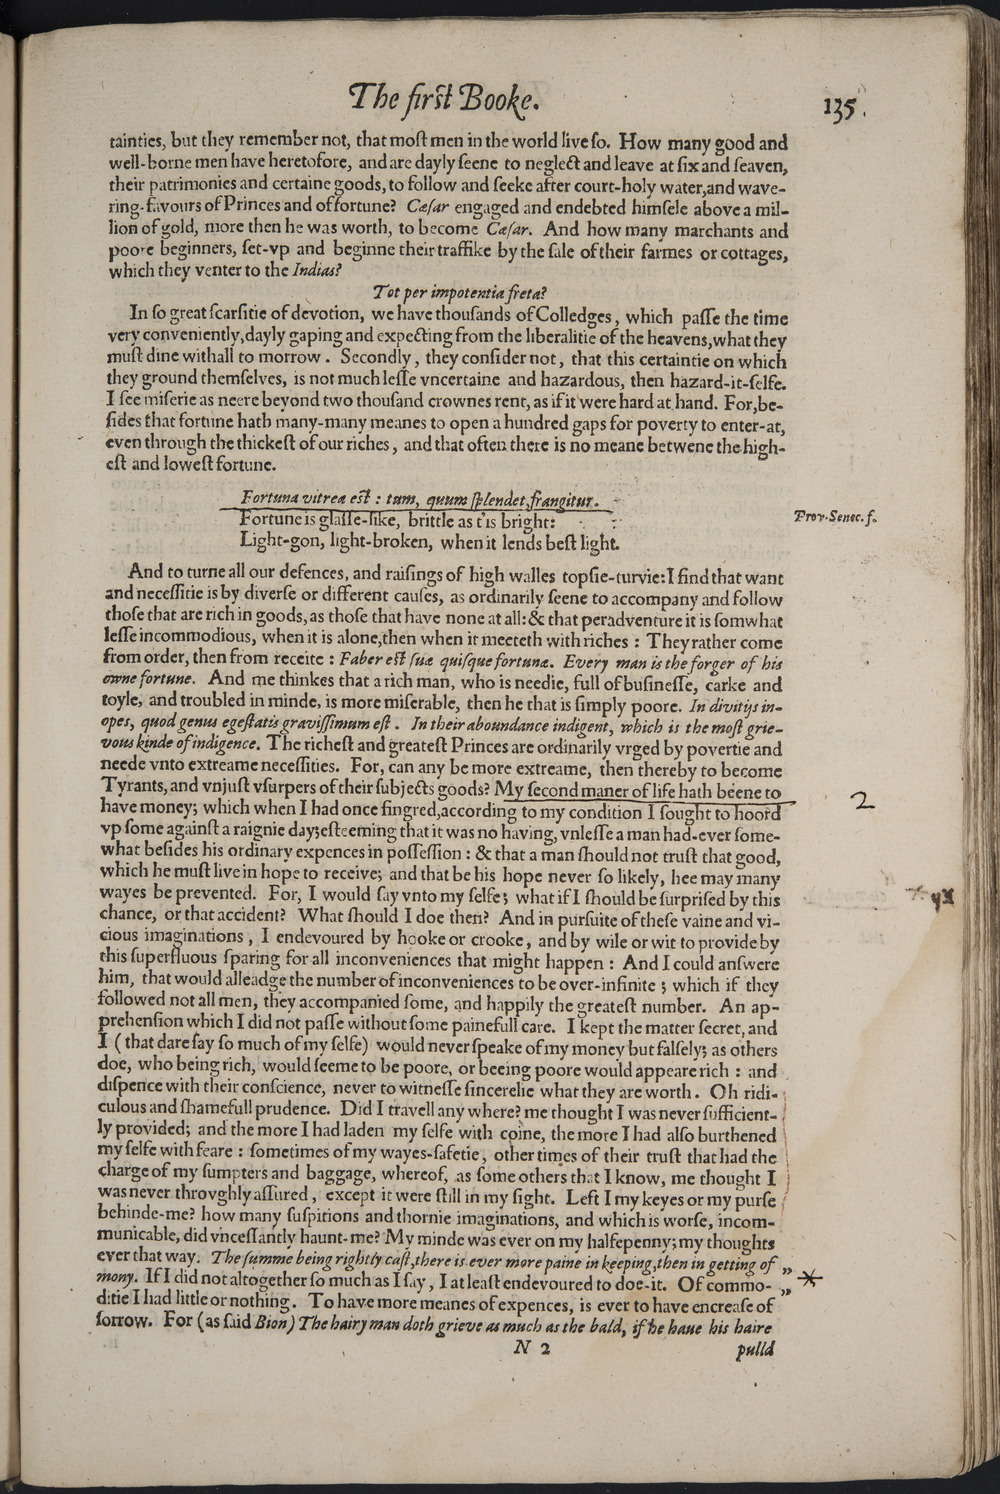 The firſt Booke.
135.
tainties, but they remember not, that moſt men in the world live ſo. How many good and
well-borne men have heretofore, and are dayly ſeene to neglect and leave at ſix and ſeaven,
their patrimonies and certaine goods, to follow and ſeeke after court-holy water, and wave-
ring-favours of Princes and of fortune? Cæſar engaged and endebted himſele above a mil-
lion of gold, more then he was worth, to become Cæſar. And how many marchants and
poore beginners, ſet-vp and beginne their traffike by the ſale of their farmes or cottages,
which they venter to the Indias?
Tot per impotentia freta?
In ſo great ſcarſitie of devotion, we have thouſands of Colledges, which paſſe the time
very conveniently, dayly gaping and expecting from the liberalitie of the heavens, what they
muſt dine withall to morrow. Secondly, they conſider not, that this certaintie on which
they ground themſelves, is not much leſſe vncertaine and hazardous, then hazard-it-ſelfe.
I ſee miſerie as neere beyond two thouſand crownes rent, as if it were hard at hand. For, be-
ſides that fortune hath many-many meanes to open a hundred gaps for poverty to enter-at,
even through the thickeſt of our riches, and that often there is no meane betwene the high-
eſt and loweſt fortune.
Fortuna vitrea eſt : tum, quum ſplendet, frangitur.
Fortune is glaſſe-like, brittle as t'is bright:
Prov. Senec. f.
Light-gon, light-broken, when it lends beſt light.
And to turne all our defences, and raiſings of high walles topſie-turvie: I find that want
and neceſſitie is by diverſe or different cauſes, as ordinarily ſeene to accompany and follow
thoſe that are rich in goods, as thoſe that have none at all: & that peradventure it is ſomwhat
leſſe incommodious, when it is alone, then when it meeteth with riches : They rather come
from order, then from receite : Faber eſt ſuæ quiſque fortunæ. Every man is the forger of his
owne fortune. And me thinkes that a rich man, who is needie, full of buſineſſe, carke and
toyle, and troubled in minde, is more miſerable, then he that is ſimply poore. In divitijs in-
opes, quod genus egeſtatis graviſſimum eſt. In their aboundance indigent, which is the moſt grie-
vous kinde of indigence. The richeſt and greateſt Princes are ordinarily vrged by povertie and
neede vnto extreame neceſſities. For, can any be more extreame, then thereby to become
Tyrants, and vnjuſt vſurpers of their ſubjects goods? My ſecond maner of life hath beene to
2
have money; which when I had once fingred, according to my condition I ſought to hoord
vp ſome againſt a raignie day; eſteeming that it was no having, vnleſſe a man had-ever ſome-
what beſides his ordinary expences in poſſeſſion : & that a man ſhould not truſt that good,
which he muſt live in hope to receive; and that be his hope never ſo likely, hee may many
wayes be prevented. For, I would ſay vnto my ſelfe; what if I ſhould be ſurpriſed by this
chance, or that accident? What ſhould I doe then? And in purſuite of theſe vaine and vi-
cious imaginations, I endevoured by hooke or crooke, and by wile or wit to provide by
this ſuperfluous ſparing for all inconveniences that might happen : And I could anſwere
him, that would alleadge the number of inconveniences to be over-infinite ; which if they
followed not all men, they accompanied ſome, and happily the greateſt number. An ap-
prehenſion which I did not paſſe without ſome painefull care. I kept the matter ſecret, and
I (that dare ſay ſo much of my ſelfe) would never ſpeake of my money but falſely; as others
doe, who being rich, would ſeeme to be poore, or beeing poore would appeare rich : and
diſpence with their conſcience, never to witneſſe ſincerelie what they are worth. Oh ridi-
culous and ſhamefull prudence. Did I travell any where? me thought I was never ſufficient-
ly provided; and the more I had laden my ſelfe with coine, the more I had alſo burthened
my ſelfe with feare : ſometimes of my wayes-ſafetie, other times of their truſt that had the
charge of my ſumpters and baggage, whereof, as ſome others that I know, me thought I
was never throvghly aſſured, except it were ſtill in my ſight. Left I my keyes or my purſe
behinde-me? how many ſuſpitions and thornie imaginations, and which is worſe, incom-
municable, did vnceſſantly haunt-me? My minde was ever on my halfepenny; my thoughts
ever that way. The ſumme being rightly caſt, there is ever more paine in keeping, then in getting of „
mony. If I did not altogether ſo much as I ſay, I at leaſt endevoured to doe-it. Of commo- „ *
ditie I had little or nothing. To have more meanes of expences, is ever to have encreaſe of
ſorrow. For (as ſaid Bion) The hairy man doth grieve as much as the bald, if he haue his haire
N 2
pulld